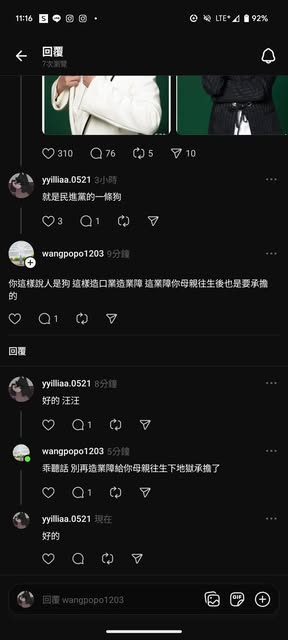 11:16 S LTE+ 92%
回覆
7次瀏覽
310 76 5 10
yyilliaa.0521 3小時
就是民進黨的一條狗
3 1
wangpopo1203 9分鐘
你這樣說人是狗 這樣造口業造業障 這業障你母親往生後也是要承擔
的
1
回覆
yyilliaa.0521 8分鐘
好的 汪汪
1
wangpopo1203 5分鐘
乖聽話 別再造業障給你母親往生下地獄承擔了
1
yyilliaa.0521 現在
好的
回覆 wangpopo1203
GIF